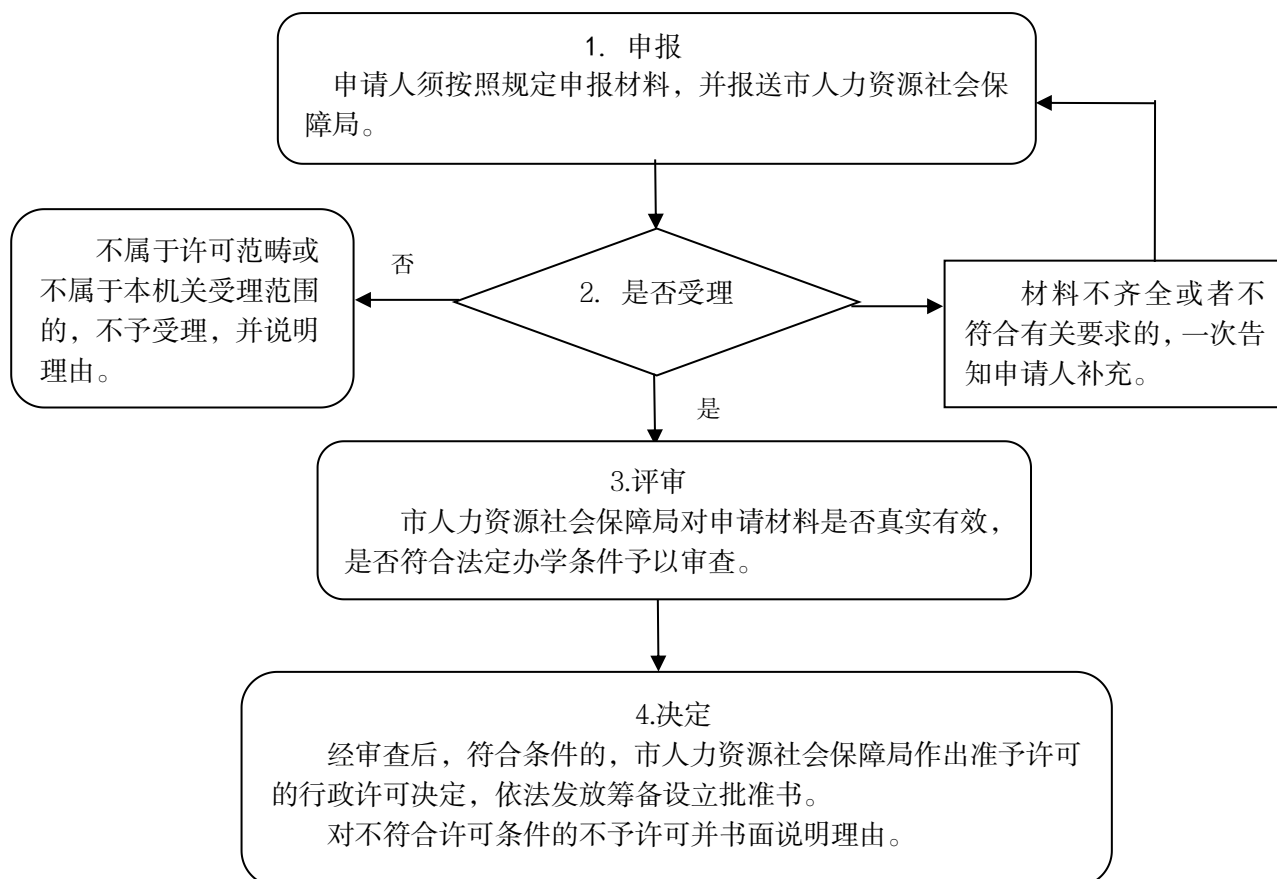 1. 申报
申请人须按照规定申报材料，并报送市人力资源社会保
障局。
不属于许可范畴或
不属于本机关受理范围
的，不予受理，并说明
理由。
否
2. 是否受理
材料不齐全或者不
符合有关要求的，一次告
知申请人补充。
是
3.评审
市人力资源社会保障局对申请材料是否真实有效，
是否符合法定办学条件予以审查。
4.决定
经审查后，符合条件的，市人力资源社会保障局作出准予许可
的行政许可决定，依法发放筹备设立批准书。
对不符合许可条件的不予许可并书面说明理由。